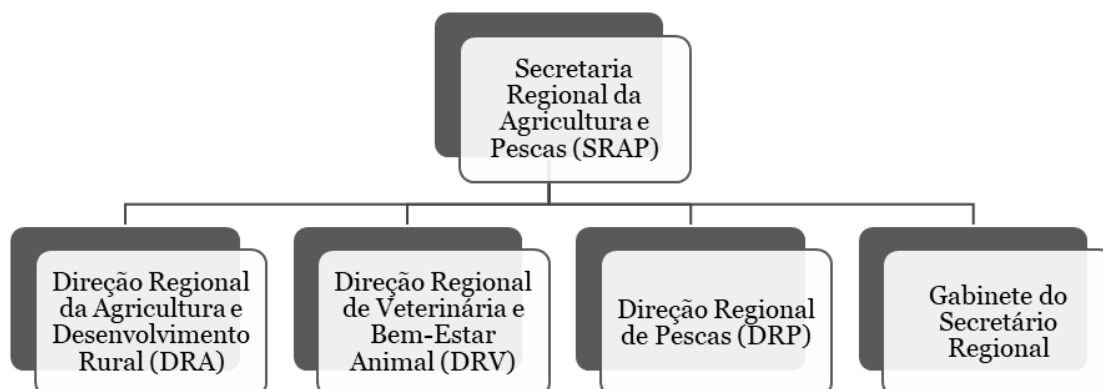 Secretaria
Regional da
Agricultura e
Pescas (SRAP)
Direção Regional
da Agricultura e
Desenvolvimento
Rural (DRA)
Direção Regional
de Veterinária e
Bem-Estar
Animal (DRV)
Direção Regional
de Pescas (DRP)
Gabinete do
Secretário
Regional